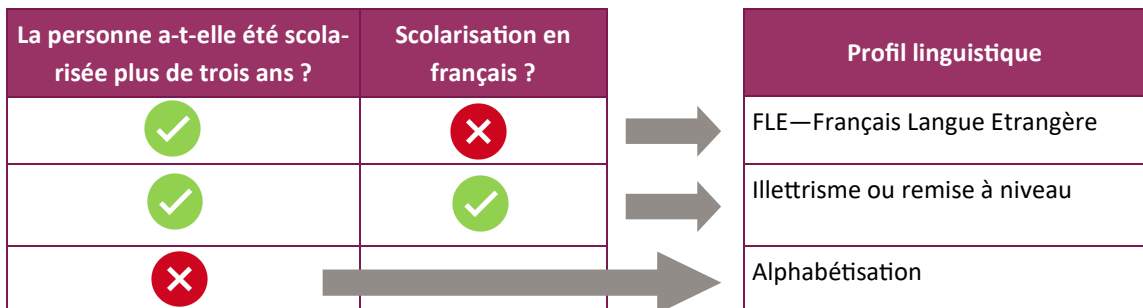 La personne a-t-elle été scola-
risée plus de trois ans ?
Scolarisation en
français ?
Profil linguistique
FLE—Français Langue Etrangère
Illettrisme ou remise à niveau
Alphabétisation